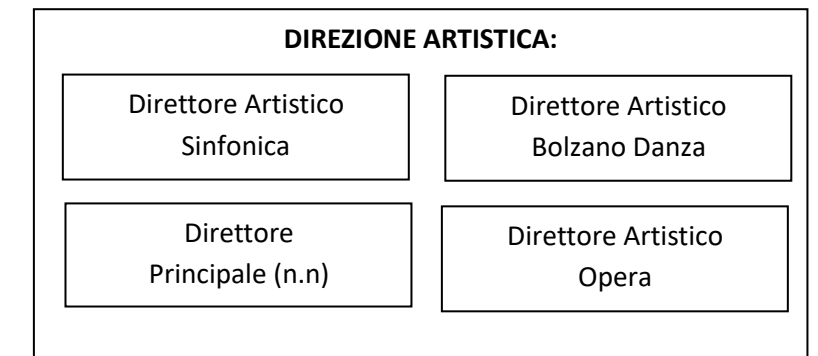 DIREZIONE ARTISTICA:
Direttore Artistico
Sinfonica
Direttore Artistico
Bolzano Danza
Direttore
Principale (n.n)
Direttore Artistico
Opera